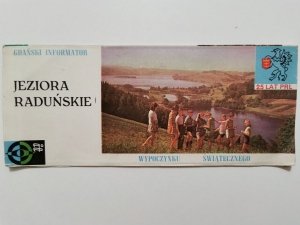 GDAŃSKI INFORMATOR
JEZIORA
RADUŃSKIE
25 LAT PRL
WYPOCZYNKU ŚWIĄTECZNEGO